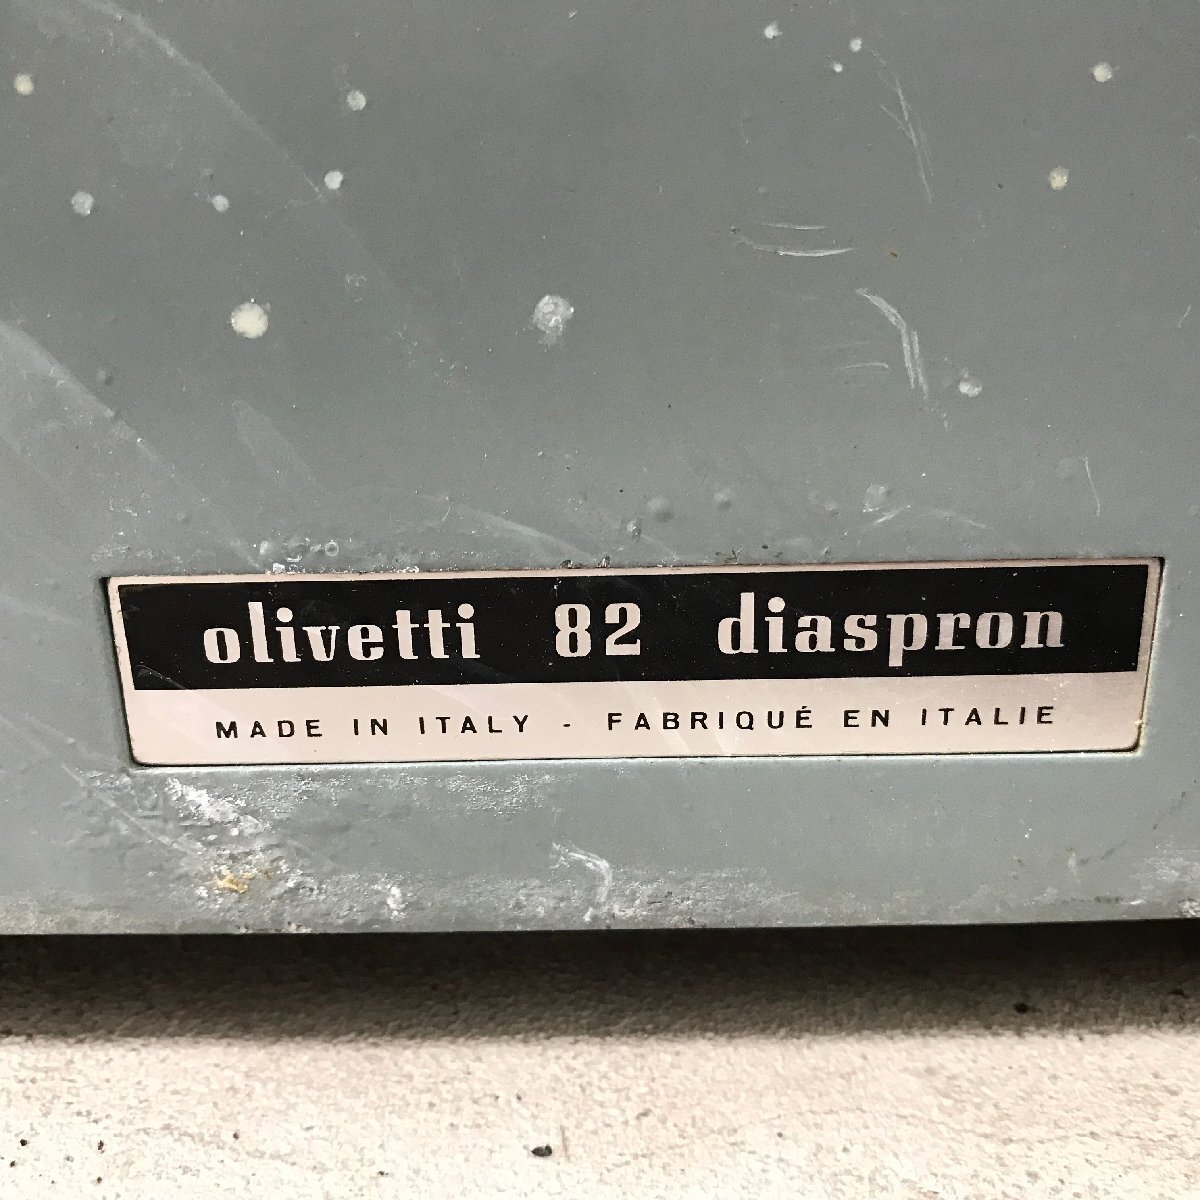 olivetti 82 diaspron
MADE IN ITALY - FABRIQUÉ EN ITALIE